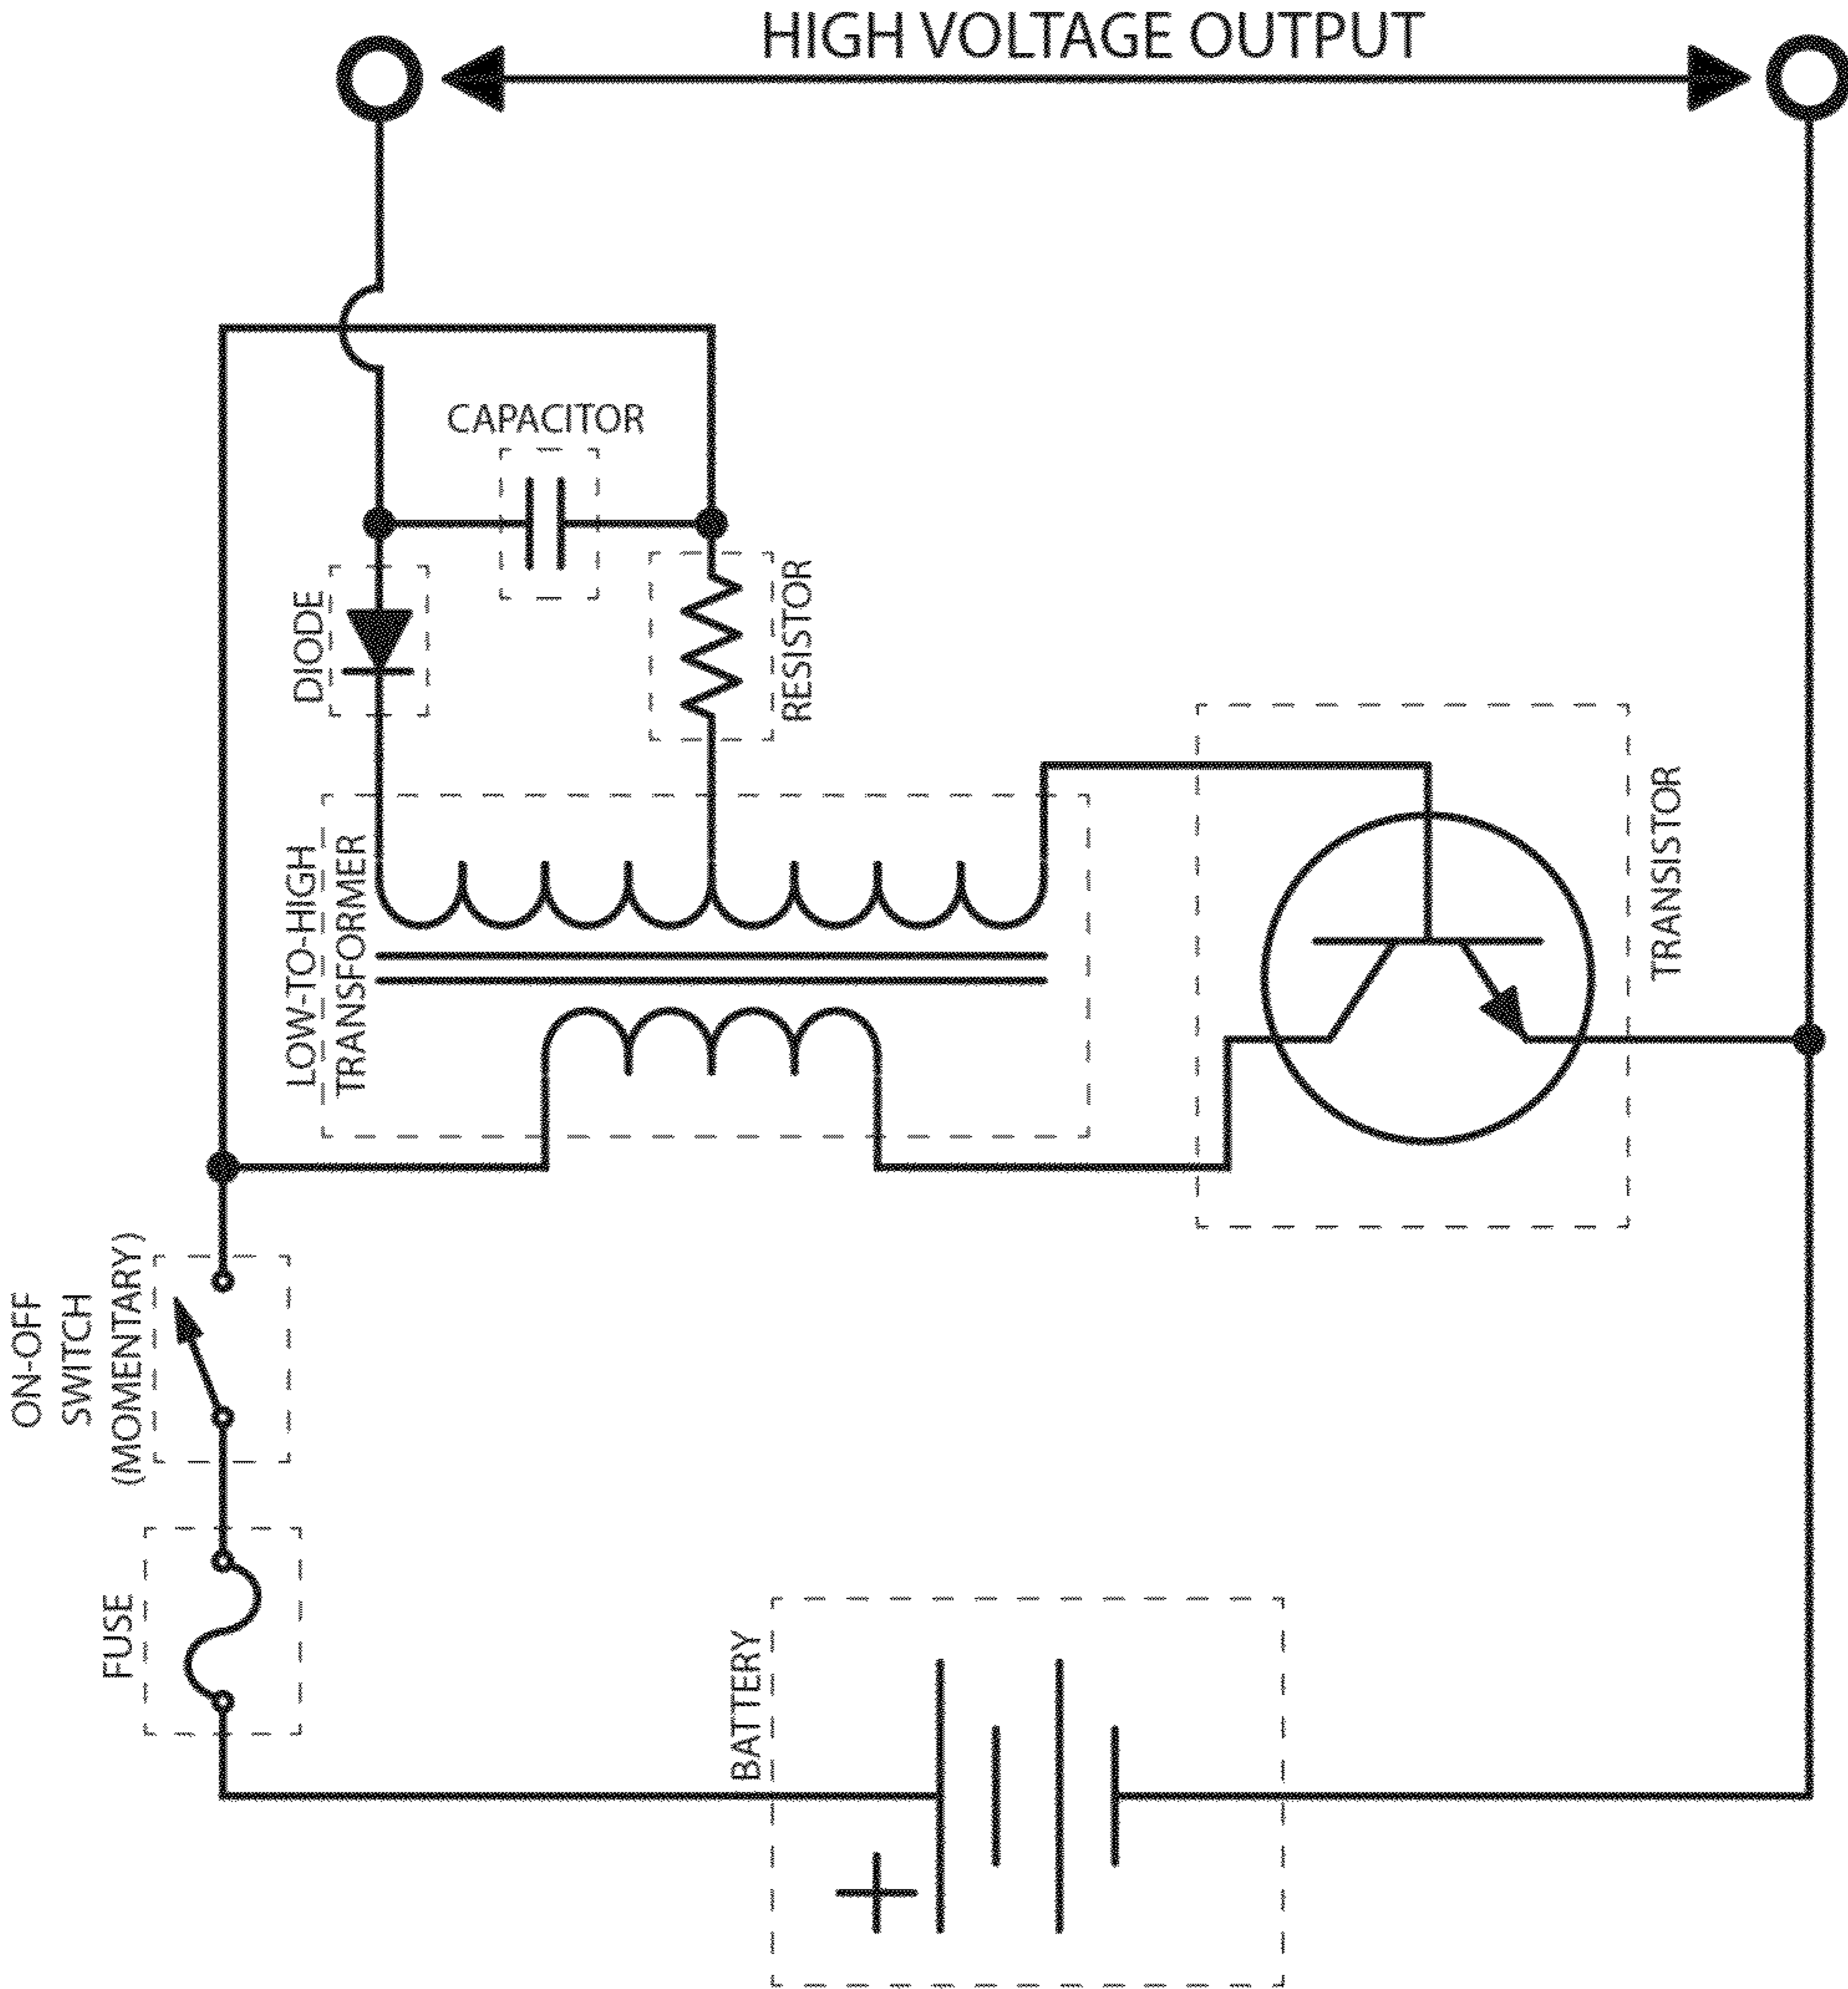 HIGH VOLTAGE OUTPUT
CAPACITOR
DIODE
RESISTOR
LOW-TO-HIGH
TRANSFORMER
TRANSISTOR
ON-OFF
SWITCH
(MOMENTARY)
FUSE
BATTERY
+